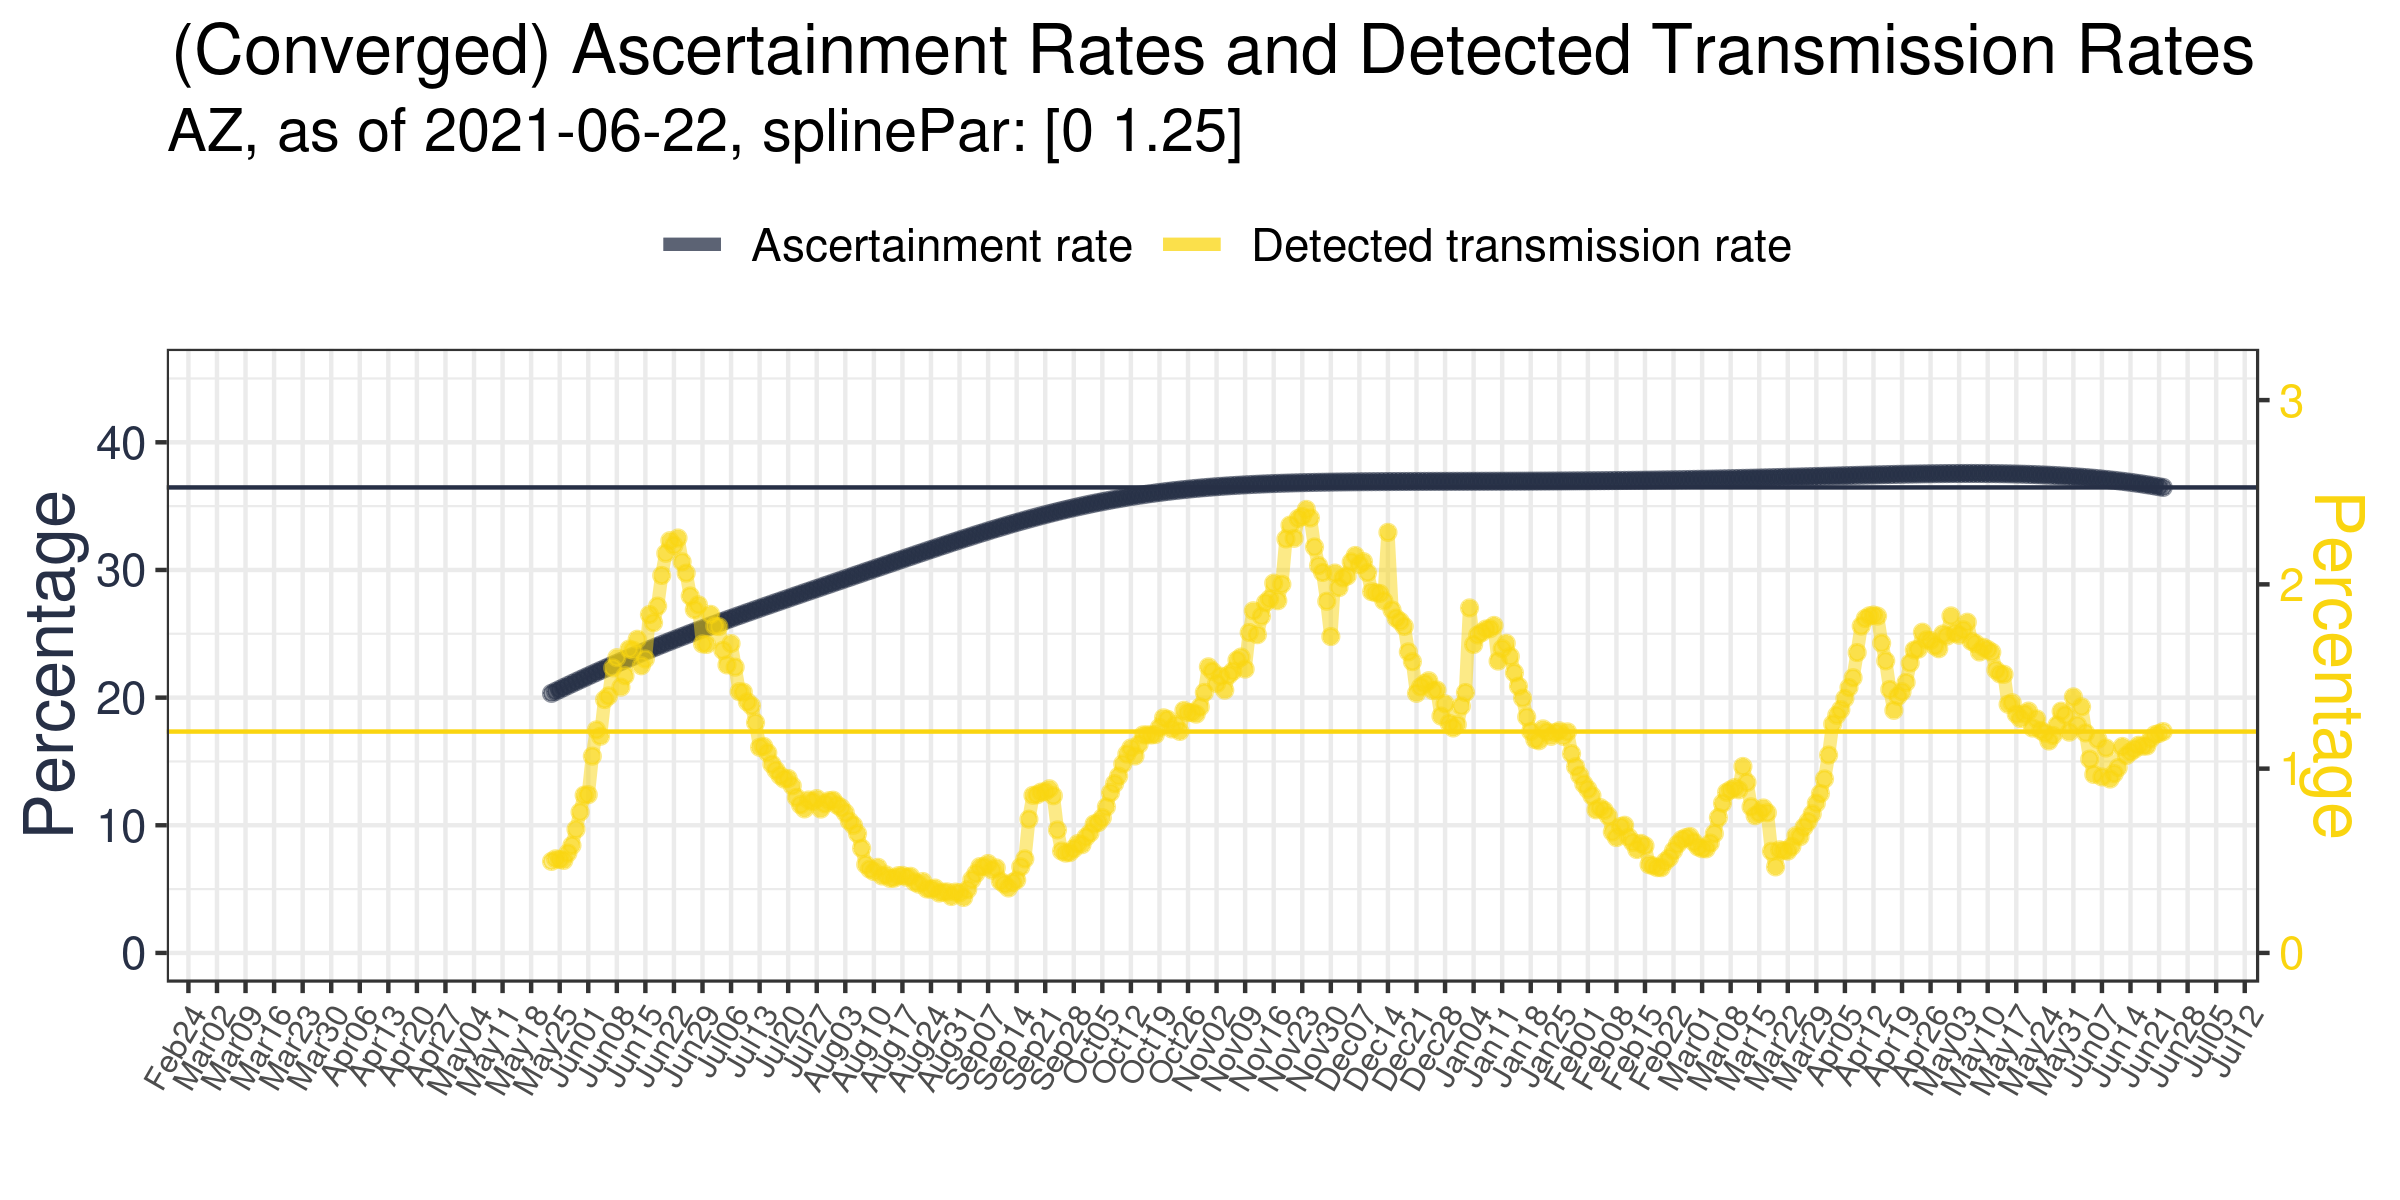 (Converged) Ascertainment Rates and Detected Transmission Rates
AZ, as of 2021-06-22, splinePar: [0 1.25]
Ascertainment rate Detected transmission rate
Percentage
40
30
20
10
0
3
2
1
0
Percentage
Feb24 Mar02 Mar09 Mar16 Mar23 Mar30 Apr06 Apr13 Apr20 Apr27 May04 May11 May18 May25 Jun01 Jun08 Jun15 Jun22 Jun29 Jul06 Jul13 Jul20 Jul27 Aug03 Aug10 Aug17 Aug24 Aug31 Sep07 Sep14 Sep21 Sep28 Oct05 Oct12 Oct19 Oct26 Nov02 Nov09 Nov16 Nov23 Nov30 Dec07 Dec14 Dec21 Dec28 Jan04 Jan11 Jan18 Jan25 Feb01 Feb08 Feb15 Feb22 Mar01 Mar08 Mar15 Mar22 Mar29 Apr05 Apr12 Apr19 Apr26 May03 May10 May17 May24 May31 Jun07 Jun14 Jun21 Jun28 Jul05 Jul12